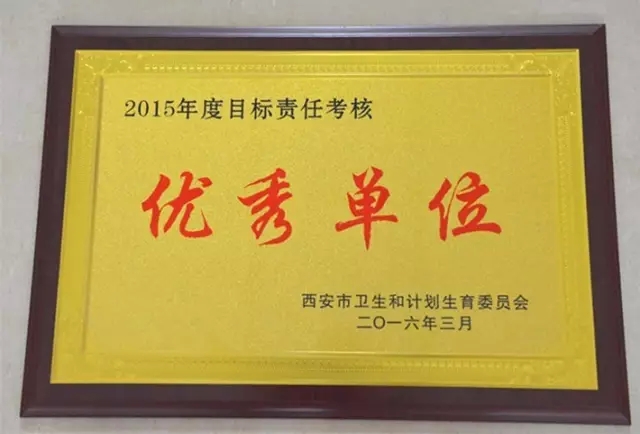 2015年度目标责任考核
优秀单位
西安市卫生和计划生育委员会
二〇一六年三月